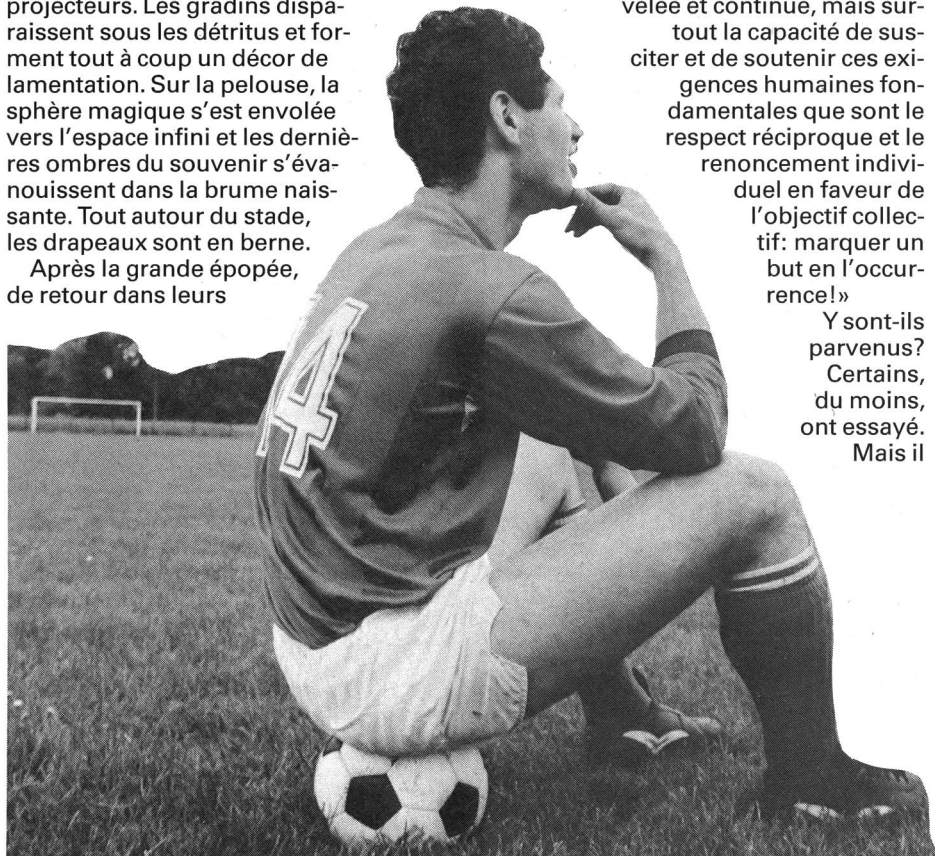 projecteurs. Les gradins dispa-
raissent sous les détritus et for-
ment tout à coup un décor de
lamentation. Sur la pelouse, la
sphère magique s'est envolée
vers l'espace infini et les derniè-
res ombres du souvenir s'éva-
nouissent dans la brume nais-
sante. Tout autour du stade,
les drapeaux sont en berne.
Après la grande épopée,
de retour dans leurs
velée et continue, mais sur-
tout la capacité de sus-
citer et de soutenir ces exi-
gences humaines fon-
damentales que sont le
respect réciproque et le
renoncement indivi-
duel en faveur de
l'objectif collec-
tif: marquer un
but en l'occur-
rence!»
Y sont-ils
parvenus?
Certains,
du moins,
ont essayé.
Mais il
14